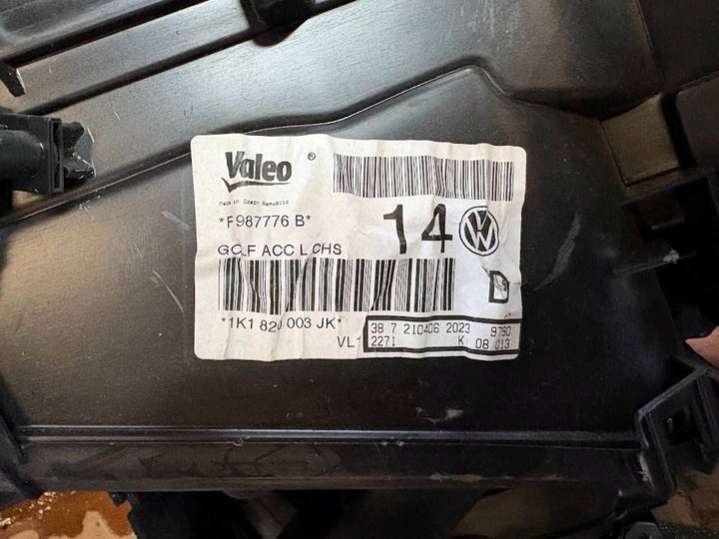 Valeo ®
Made in Czech Republic
*F987776 B*
14
GOLF ACC L CHS
D
*1K1 820 003 JK*
VL1
38 7 210406 2023 9760
2271 K 08 013